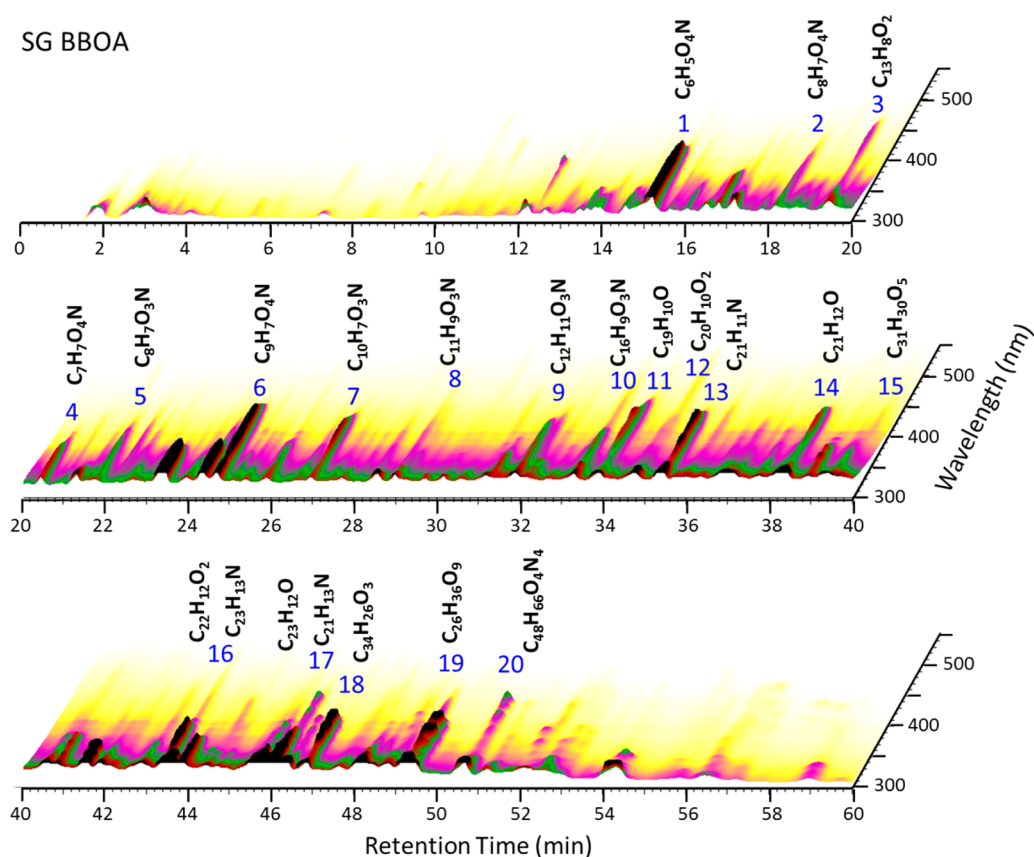 SG BBOA
C₆H₅O₄N
C₈H₇O₄N
C₁₃H₈O₂
1
2
3
500
400
300
0 2 4 6 8 10 12 14 16 18 20
C₇H₇O₄N
C₈H₇O₃N
C₉H₇O₄N
C₁₀H₇O₃N
C₁₁H₉O₃N
C₁₂H₁₁O₃N
C₁₆H₉O₃N
C₁₉H₁₀O
C₂₀H₁₀O₂
C₂₁H₁₁N
C₂₁H₁₂O
C₃₁H₃₀O₅
4
5
6
7
8
9
10
11
12
13
14
15
500
400
300
Wavelength (nm)
20 22 24 26 28 30 32 34 36 38 40
C₂₂H₁₂O₂
C₂₃H₁₃N
C₂₃H₁₂O
C₂₁H₁₃N
C₃₄H₂₆O₃
C₂₆H₃₆O₉
C₄₈H₆₆O₄N₄
16
17
18
19
20
500
400
300
40 42 44 46 48 50 52 54 56 58 60
Retention Time (min)